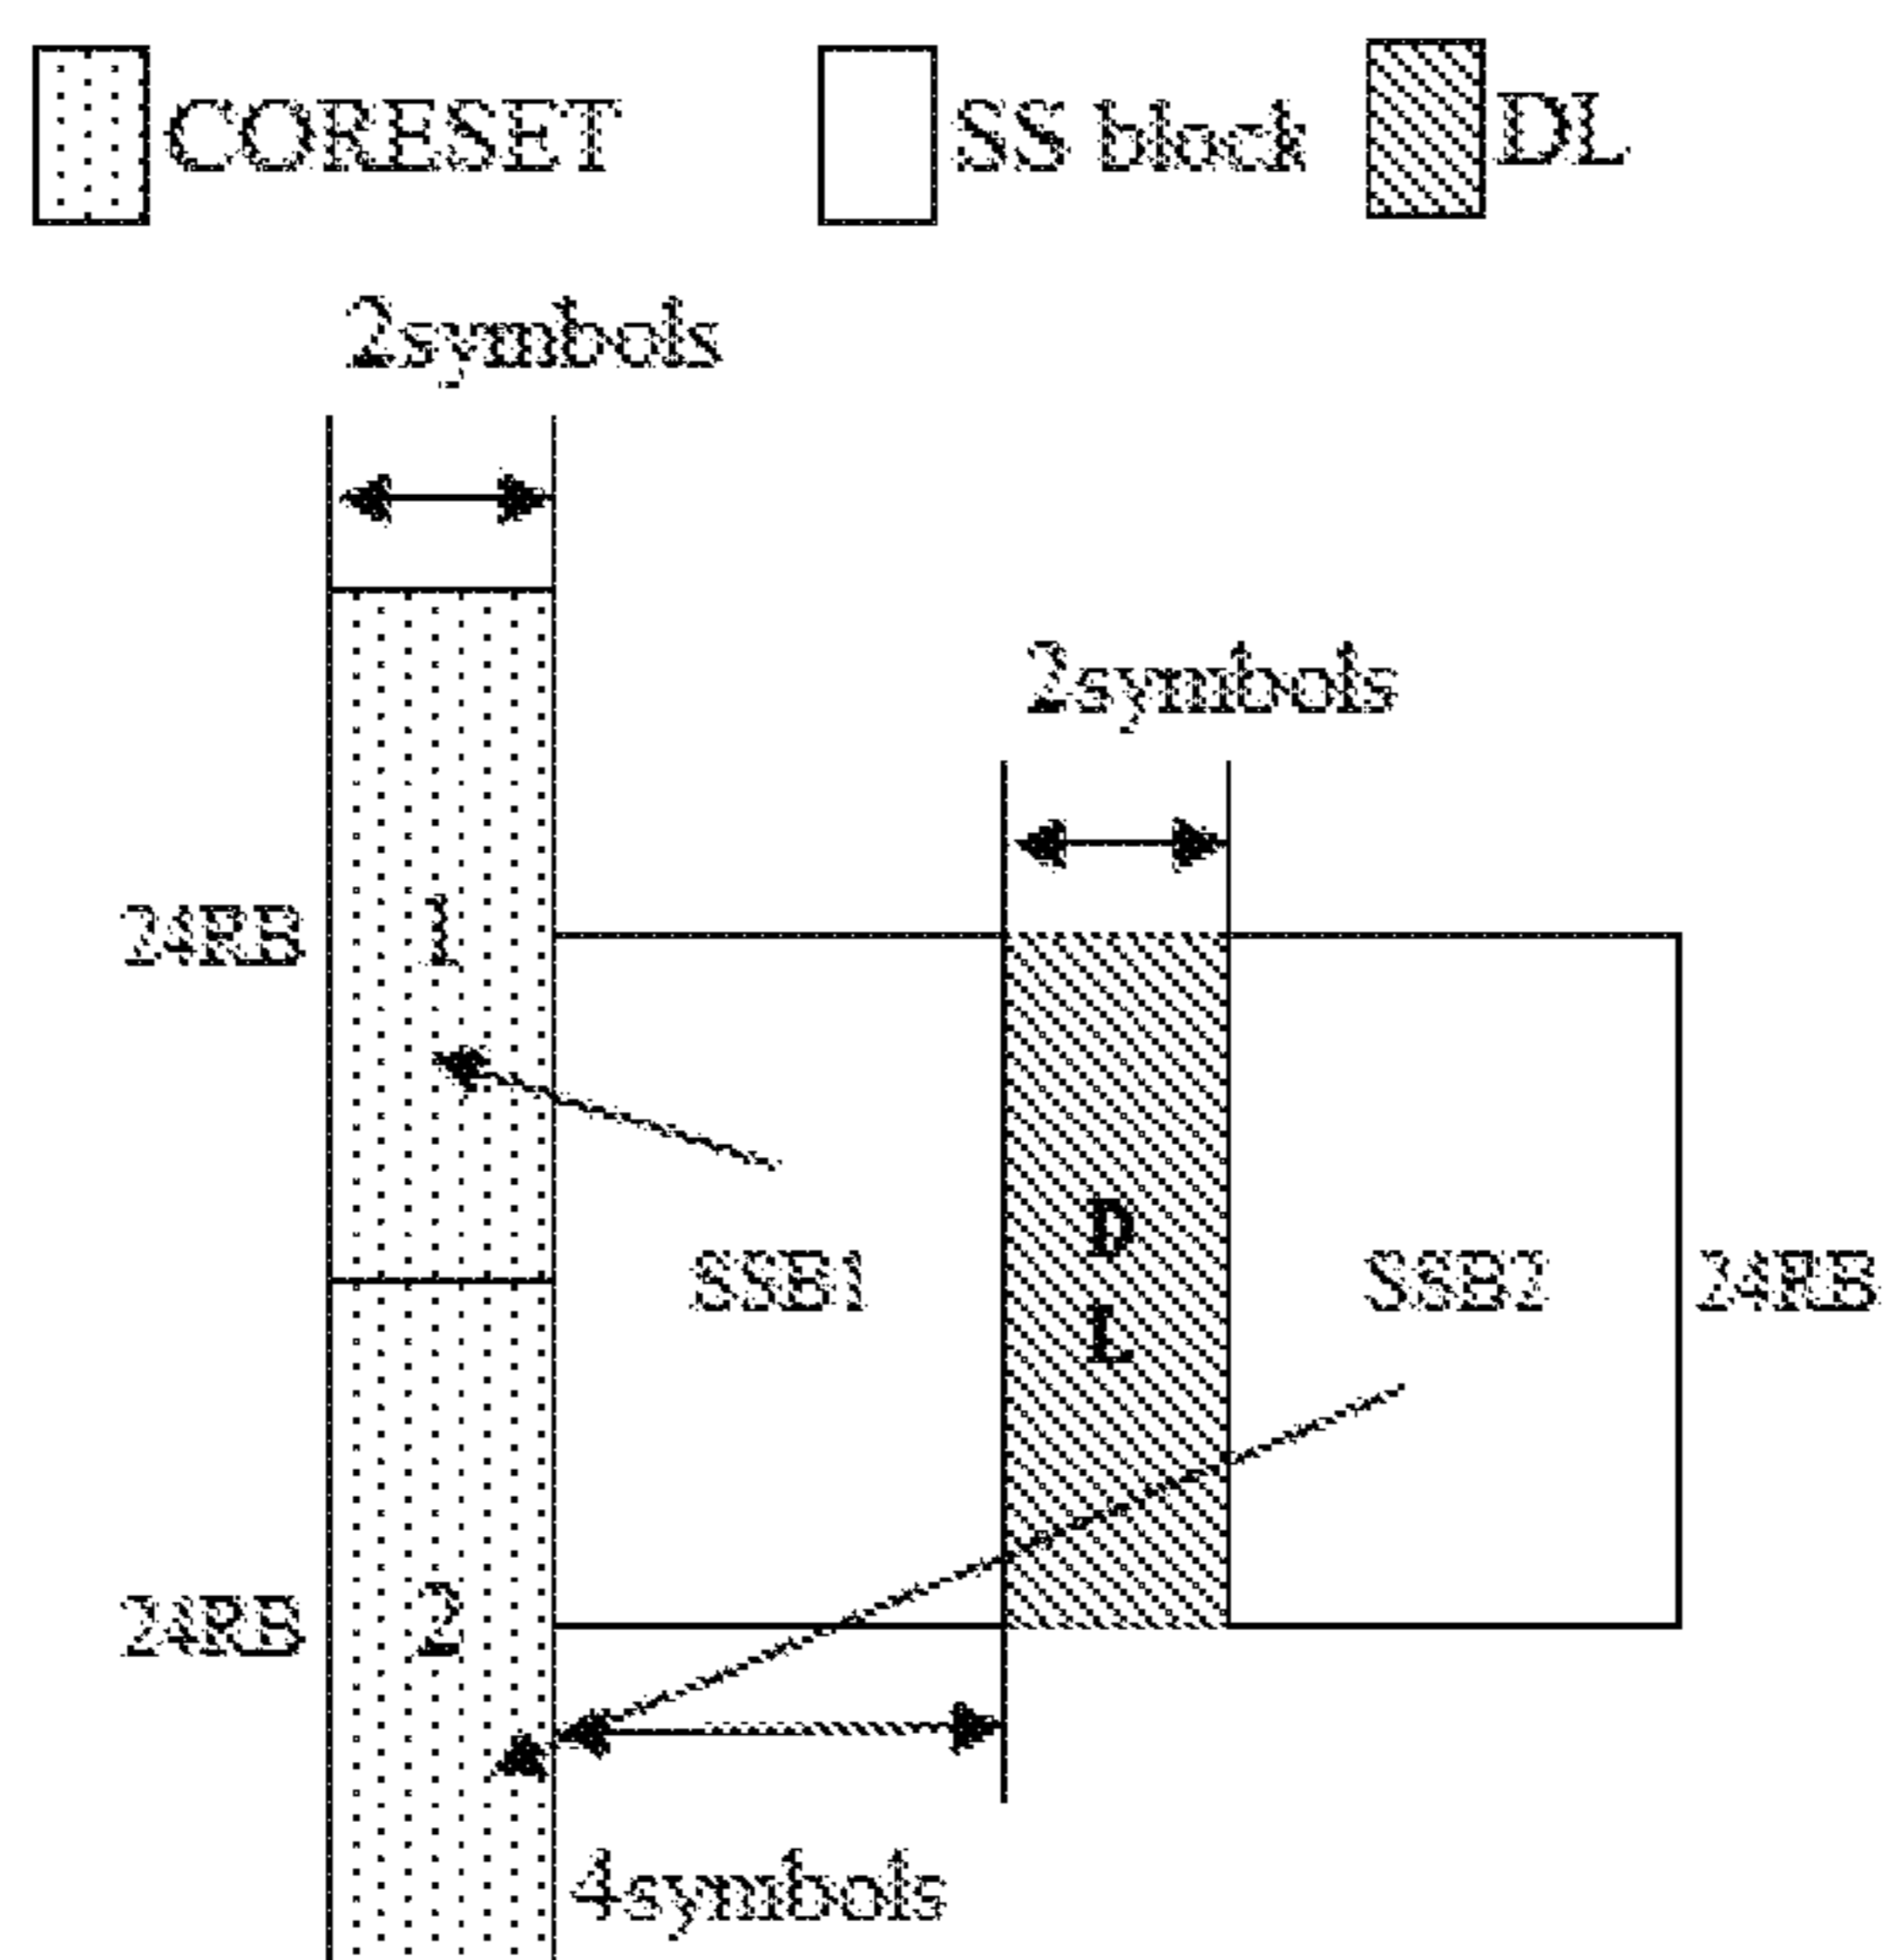 CORESET
SS block
DL
2symbols
2symbols
24RB
1
D
L
SSB1
SSB2
24RB
24RB
2
4symbols